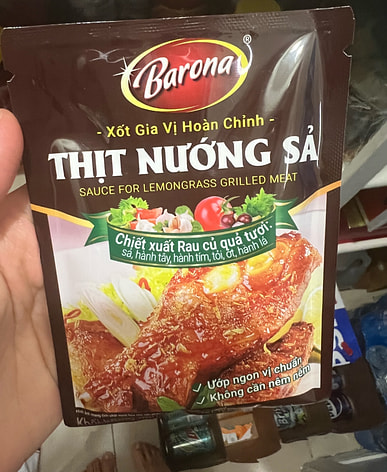 Barona®
- Xốt Gia Vị Hoàn Chỉnh -
THỊT NƯỚNG SẢ
SAUCE FOR LEMONGRASS GRILLED MEAT
Chiết xuất Rau củ quả tươi:
sả, hành tây, hành tím, tỏi, ớt, hành lá
✓ Ướp ngon vị chuẩn
✓ Không cần nêm nếm